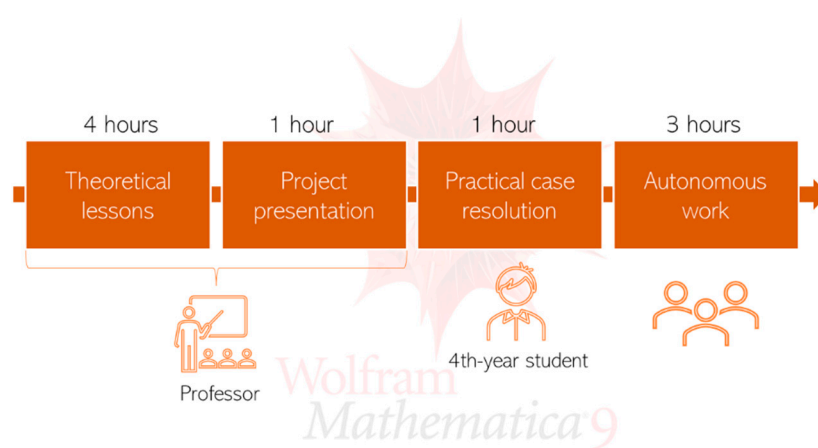 4 hours
1 hour
1 hour
3 hours
Theoretical
lessons
Project
presentation
Practical case
resolution
Autonomous
work
Professor
4th-year student
Wolfram
Mathematica®9